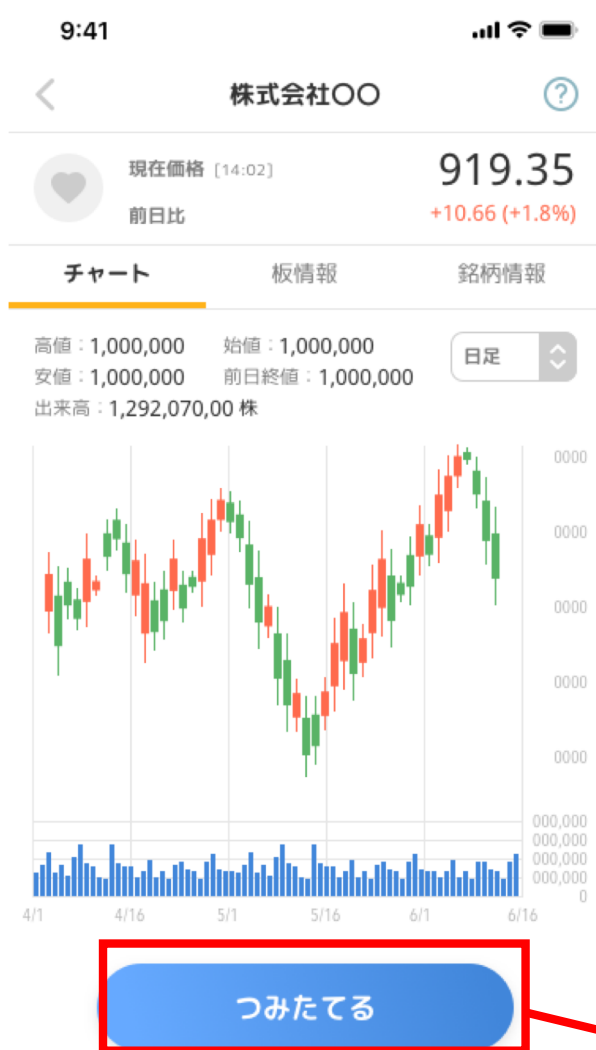 9:41
株式会社〇〇
?
現在価格 [14:02]
919.35
前日比
+10.66 (+1.8%)
チャート 板情報 銘柄情報
高値：1,000,000 始値：1,000,000
日足
安値：1,000,000 前日終値：1,000,000
出来高：1,292,070,00 株
0000
0000
0000
0000
0000
000,000
000,000
000,000
000,000
0
4/1 4/16 5/1 5/16 6/1 6/16
つみたてる